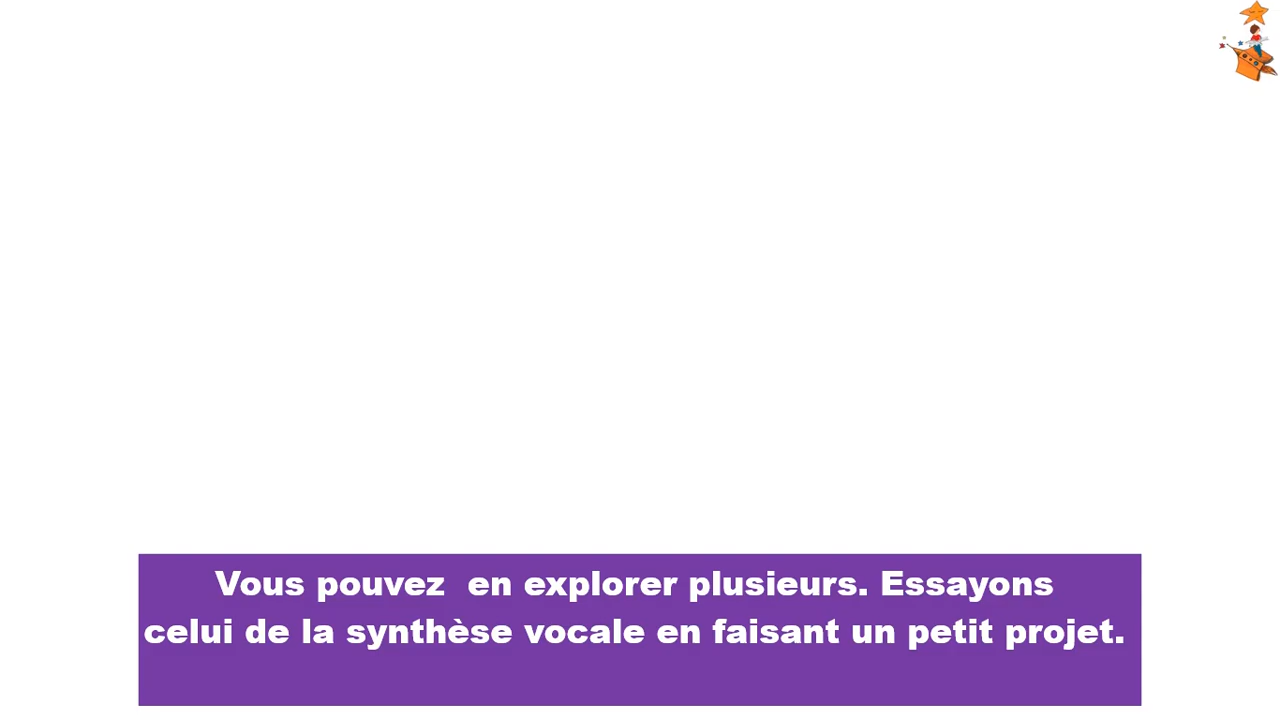 Vous pouvez  en explorer plusieurs. Essayons
celui de la synthèse vocale en faisant un petit projet.